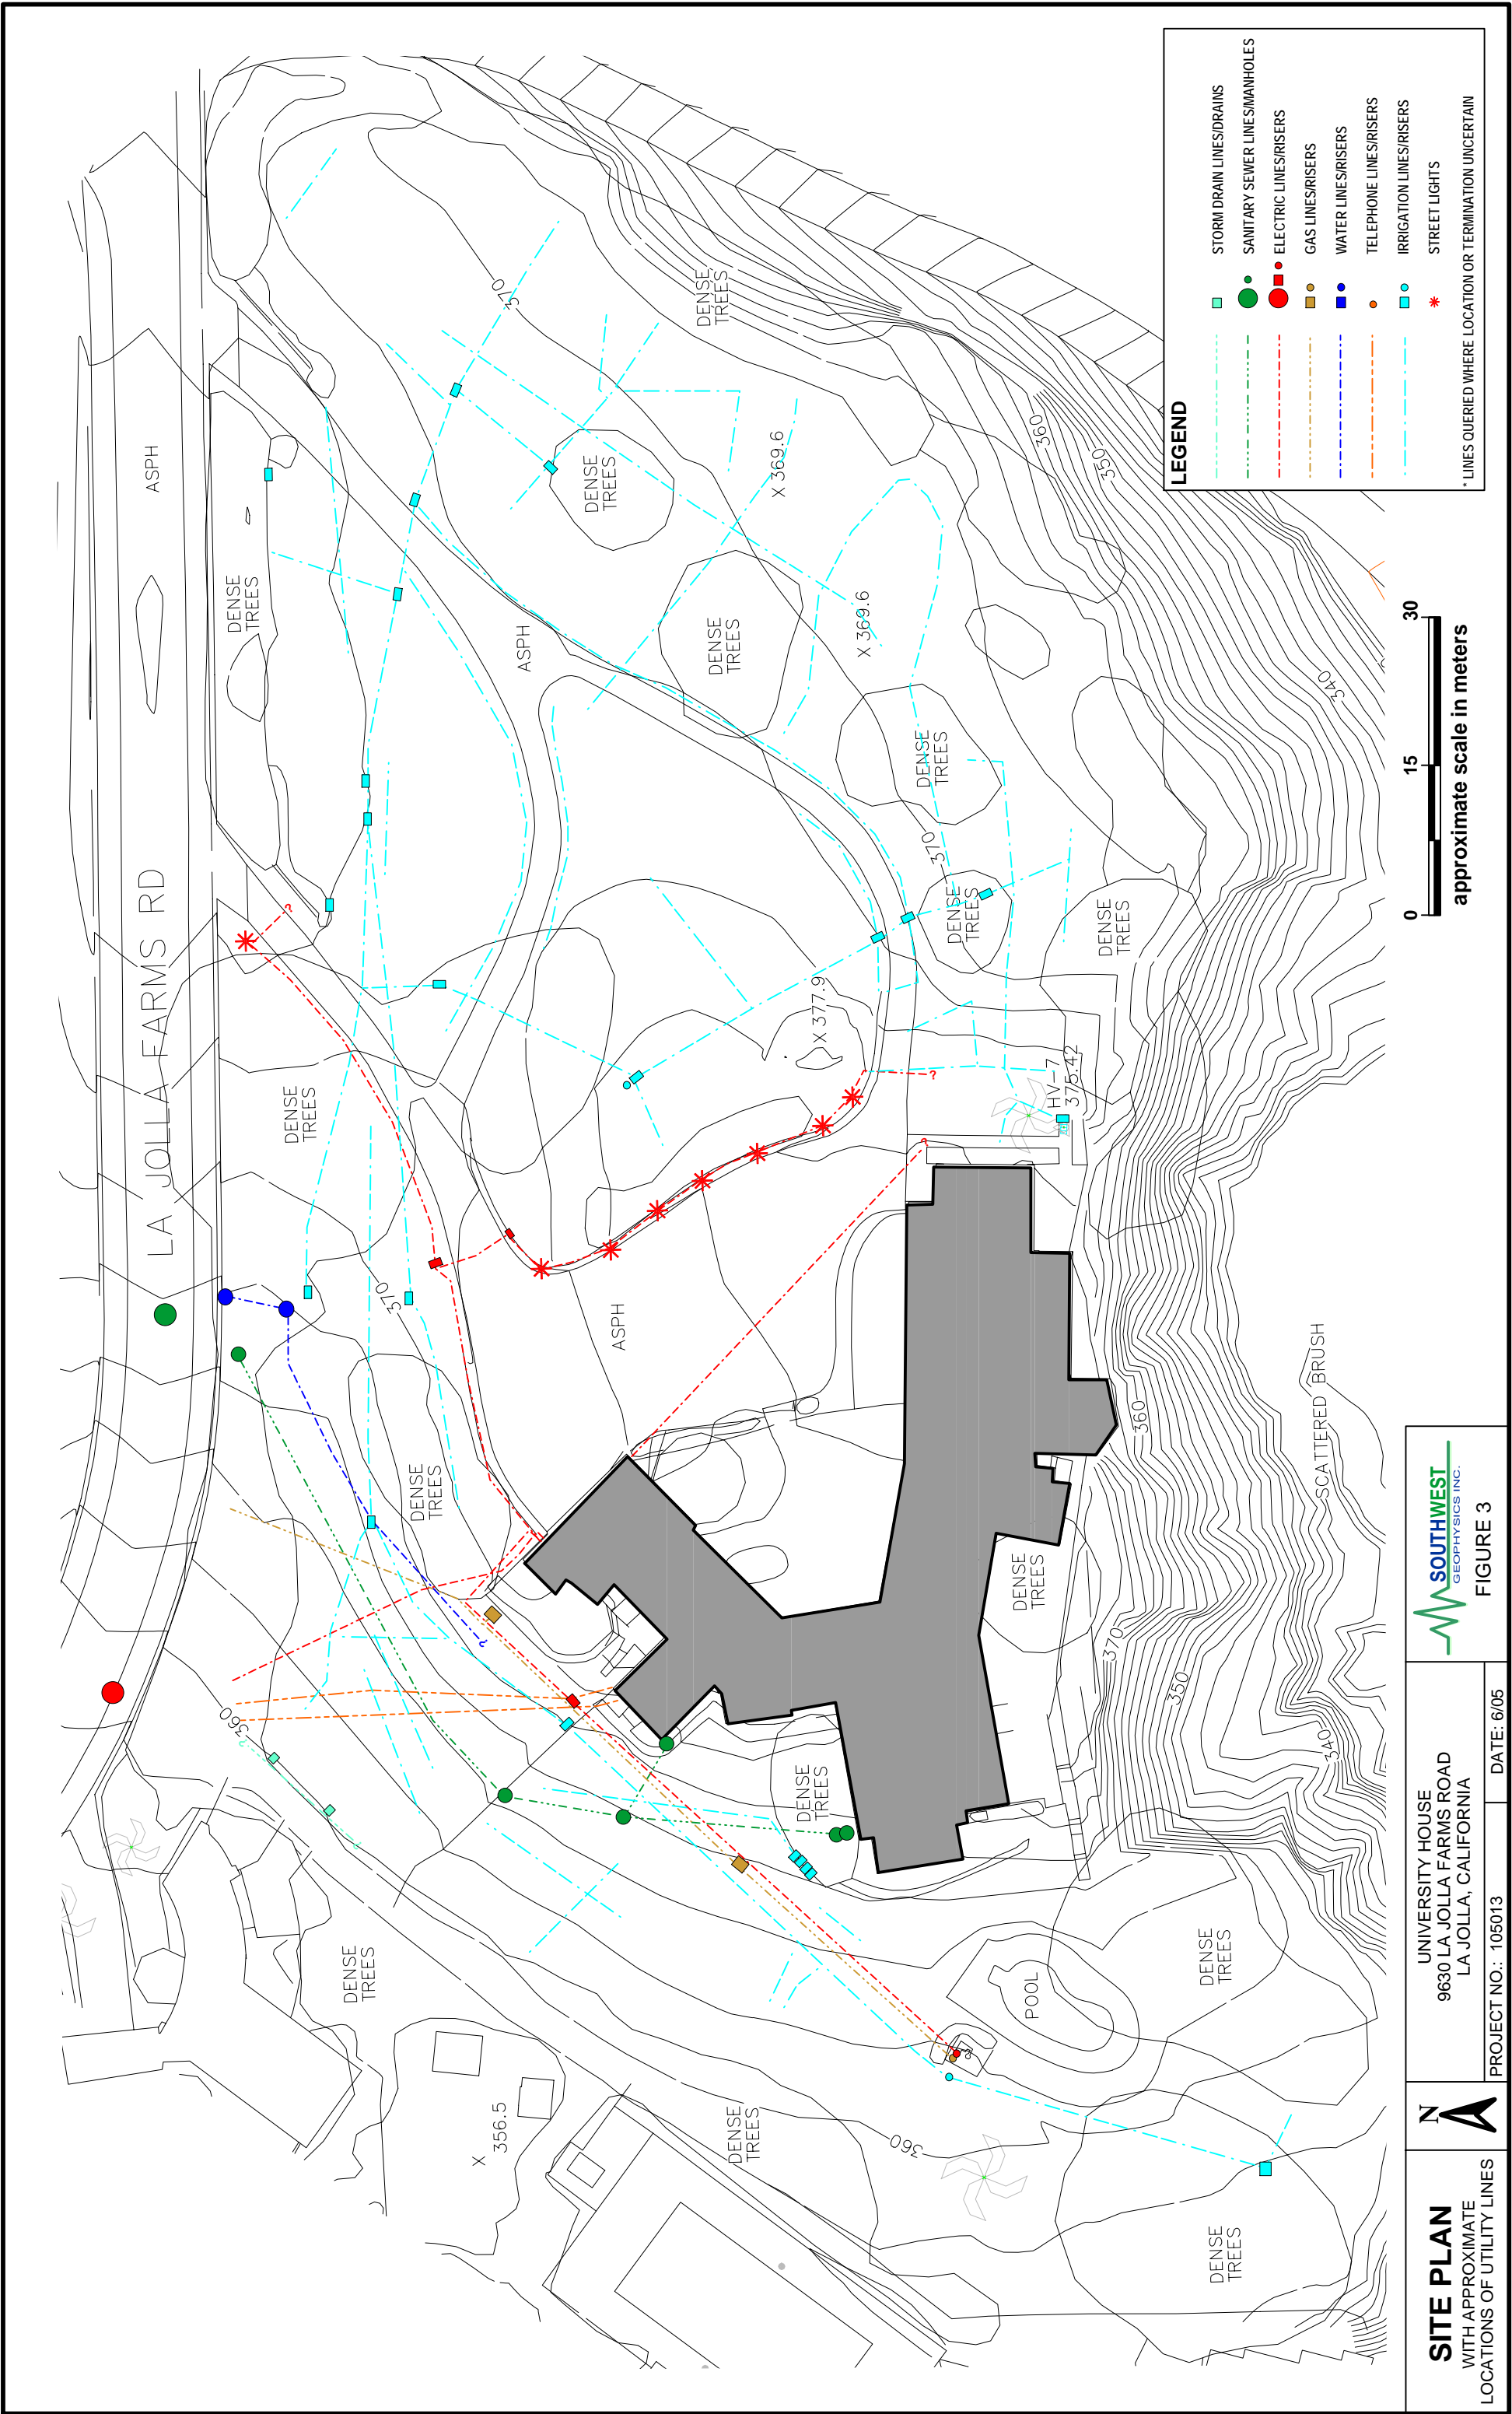 LA JOLLA FARMS RD
ASPH
DENSE
TREES
DENSE
TREES
370
DENSE
TREES
DENSE
TREES
X 369.6
ASPH
DENSE
TREES
X 369.6
DENSE
TREES
370
DENSE
TREES
DENSE
TREES
360
350
340
X 377.9
HV-7
375.42
DENSE
TREES
370
ASPH
DENSE
TREES
360
SCATTERED BRUSH
DENSE
TREES
370
350
340
360
DENSE
TREES
DENSE
TREES
X 356.5
POOL
DENSE
TREES
DENSE
TREES
360
DENSE
TREES
?
?
?
?
?
?
LEGEND
STORM DRAIN LINES/DRAINS
SANITARY SEWER LINES/MANHOLES
ELECTRIC LINES/RISERS
GAS LINES/RISERS
WATER LINES/RISERS
TELEPHONE LINES/RISERS
IRRIGATION LINES/RISERS
STREET LIGHTS
* LINES QUERIED WHERE LOCATION OR TERMINATION UNCERTAIN
0 15 30
approximate scale in meters
SITE PLAN
WITH APPROXIMATE
LOCATIONS OF UTILITY LINES
N
UNIVERSITY HOUSE
9630 LA JOLLA FARMS ROAD
LA JOLLA, CALIFORNIA
PROJECT NO.: 105013
DATE: 6/05
SOUTHWEST
GEOPHYSICS INC.
FIGURE 3